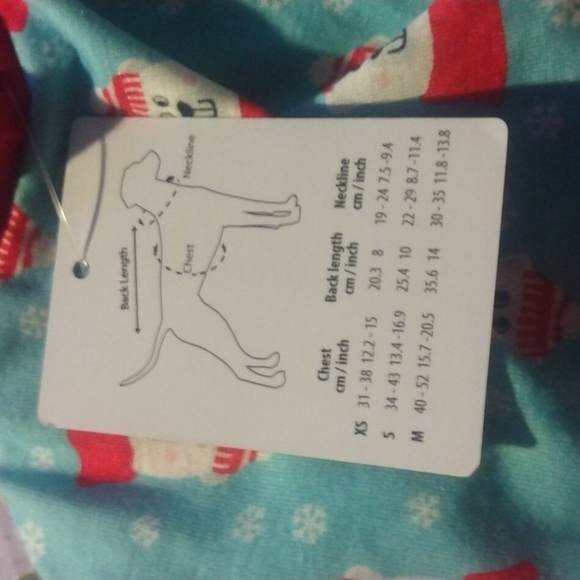 Back Length
Chest
Neckline
Chest Back length Neckline
cm / inch cm / inch cm / inch
XS 31 - 38 12.2 - 15 20.3 8 19 - 24 7.5 -9.4
S 34 - 43 13.4 -16.9 25.4 10 22 - 29 8.7 -11.4
M 40 - 52 15.7 -20.5 35.6 14 30 - 35 11.8 -13.8